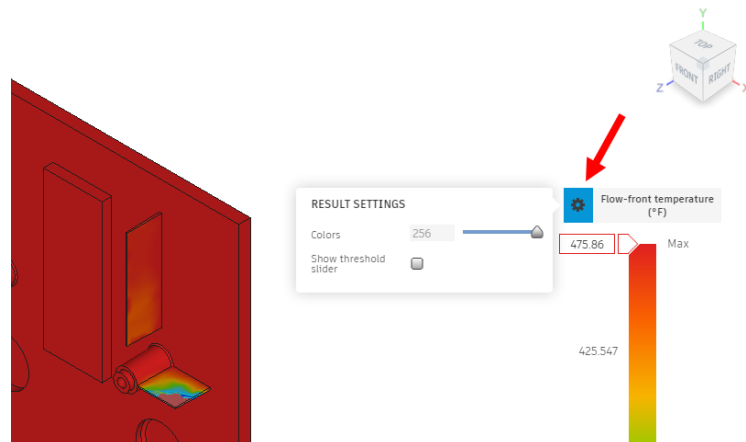 Y
TOP
FRONT
RIGHT
Z
X
RESULT SETTINGS
Colors
256
Show threshold
slider
Flow-front temperature
(°F)
475.86
Max
425.547